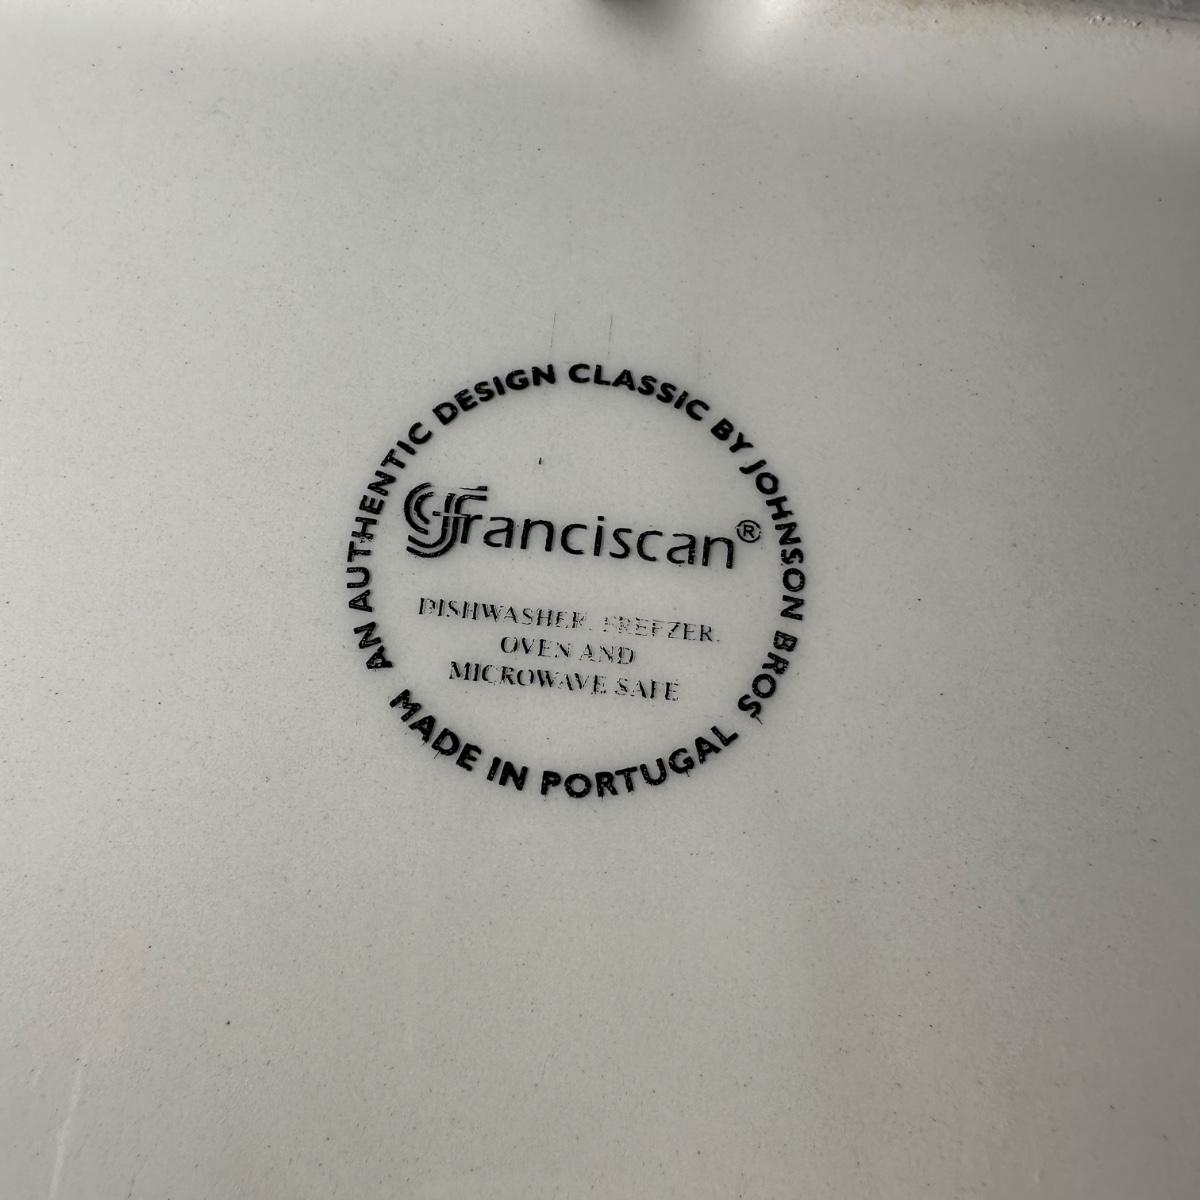 AN AUTHENTIC DESIGN CLASSIC BY JOHNSON BROS
franciscan®
DISHWASHER, FREEZER,
OVEN AND
MICROWAVE SAFE
MADE IN PORTUGAL